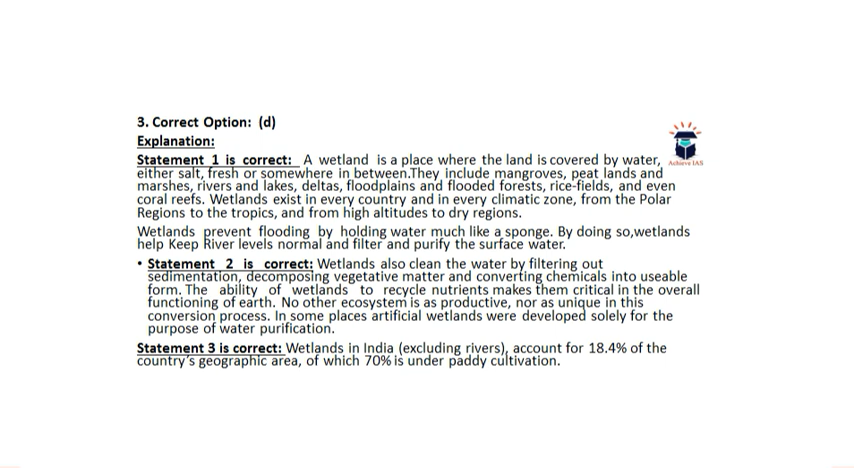 3. Correct Option: (d)
Explanation:
Statement 1 is correct: A wetland is a place where the land is covered by water,
Achieve IAS
either salt, fresh or somewhere in between.They include mangroves, peat lands and
marshes, rivers and lakes, deltas, floodplains and flooded forests, rice-fields, and even
coral reefs. Wetlands exist in every country and in every climatic zone, from the Polar
Regions to the tropics, and from high altitudes to dry regions.
Wetlands prevent flooding by holding water much like a sponge. By doing so,wetlands
help Keep River levels normal and filter and purify the surface water.
• Statement 2 is correct: Wetlands also clean the water by filtering out
sedimentation, decomposing vegetative matter and converting chemicals into useable
form. The ability of wetlands to recycle nutrients makes them critical in the overall
functioning of earth. No other ecosystem is as productive, nor as unique in this
conversion process. In some places artificial wetlands were developed solely for the
purpose of water purification.
Statement 3 is correct: Wetlands in India (excluding rivers), account for 18.4% of the
country's geographic area, of which 70% is under paddy cultivation.